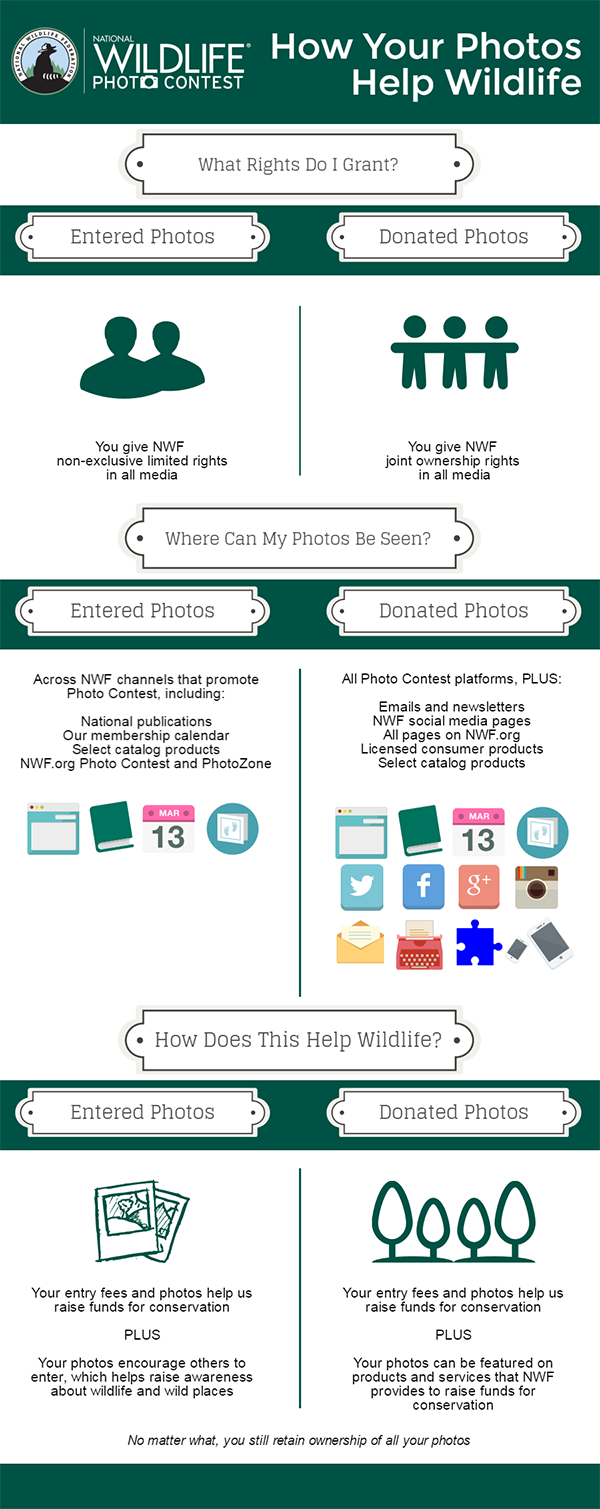 NATIONAL WILDLIFE FEDERATION
NATIONAL
WILDLIFE®
PHOTO CONTEST
How Your Photos
Help Wildlife
What Rights Do I Grant?
Entered Photos
Donated Photos
You give NWF
non-exclusive limited rights
in all media
You give NWF
joint ownership rights
in all media
Where Can My Photos Be Seen?
Entered Photos
Donated Photos
Across NWF channels that promote
Photo Contest, including:
National publications
Our membership calendar
Select catalog products
NWF.org Photo Contest and PhotoZone
MAR
13
All Photo Contest platforms, PLUS:
Emails and newsletters
NWF social media pages
All pages on NWF.org
Licensed consumer products
Select catalog products
MAR
13
f
g+
How Does This Help Wildlife?
Entered Photos
Donated Photos
Your entry fees and photos help us
raise funds for conservation
PLUS
Your photos encourage others to
enter, which helps raise awareness
about wildlife and wild places
Your entry fees and photos help us
raise funds for conservation
PLUS
Your photos can be featured on
products and services that NWF
provides to raise funds for
conservation
No matter what, you still retain ownership of all your photos